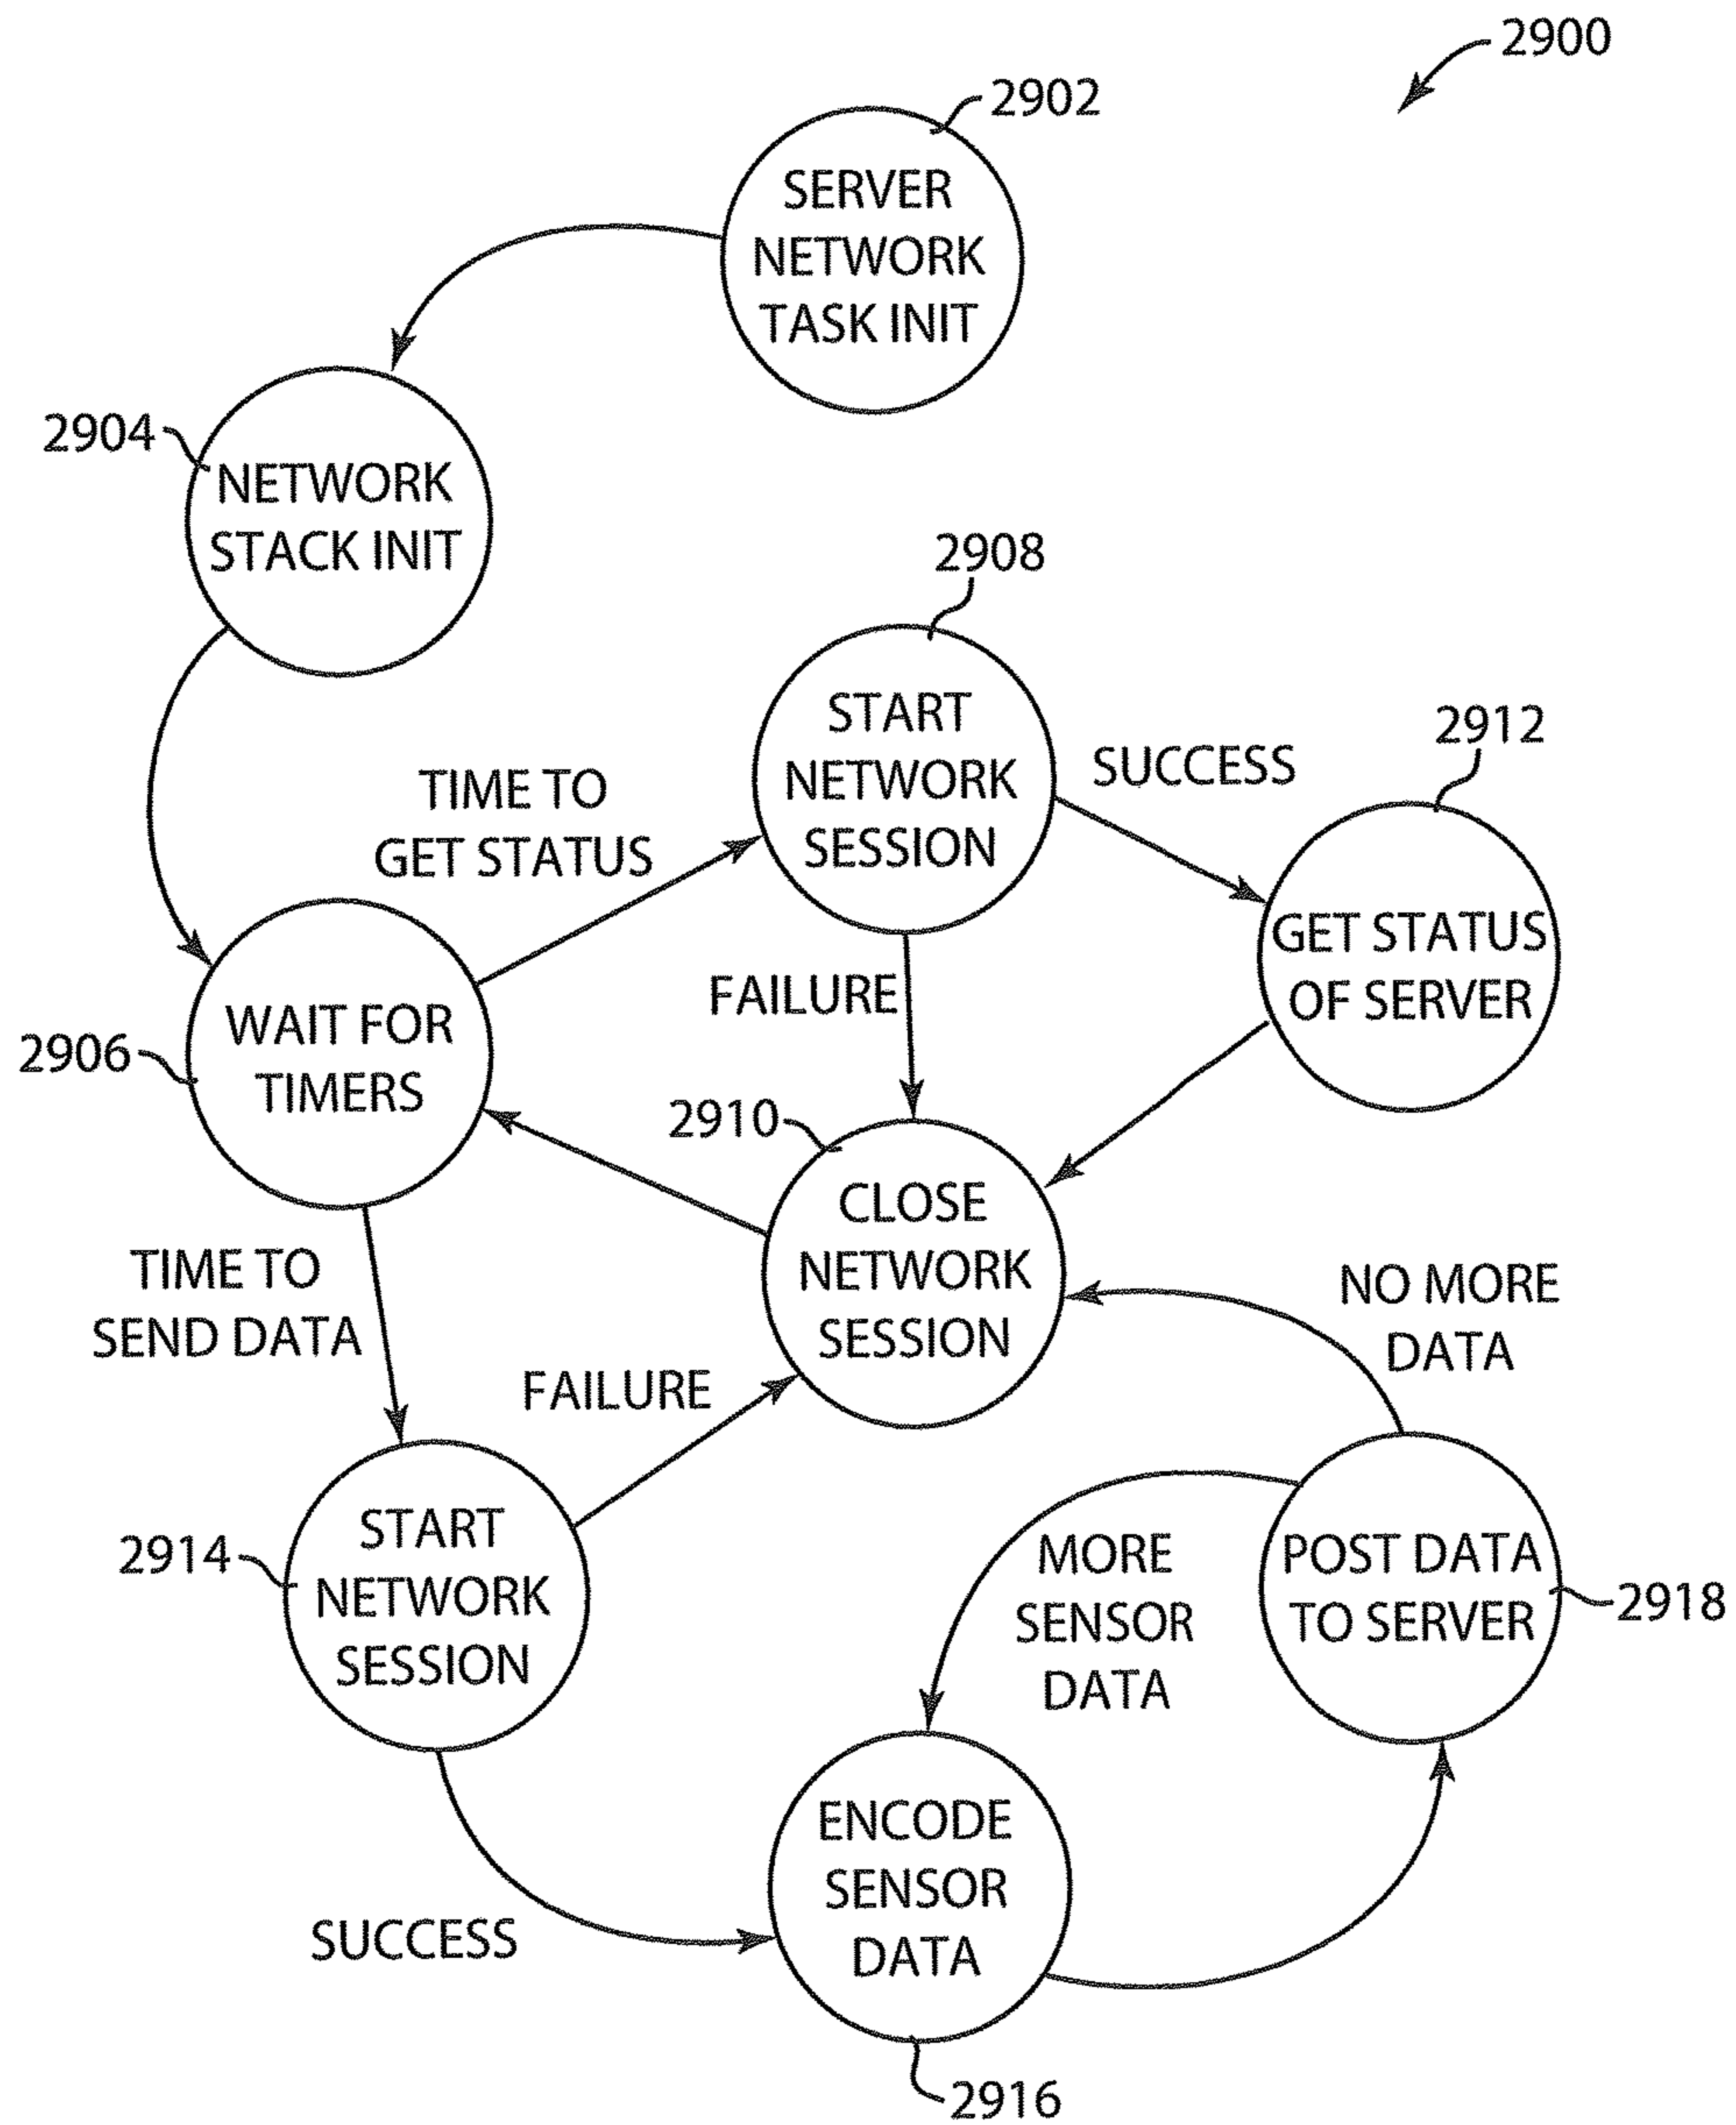 2900
2902
SERVER
NETWORK
TASK INIT
2904
NETWORK
STACK INIT
2908
START
NETWORK
SESSION
SUCCESS
2912
GET STATUS
OF SERVER
TIME TO
GET STATUS
FAILURE
2906
WAIT FOR
TIMERS
2910
CLOSE
NETWORK
SESSION
TIME TO
SEND DATA
FAILURE
NO MORE
DATA
2914
START
NETWORK
SESSION
MORE
SENSOR
DATA
POST DATA
TO SERVER
2918
SUCCESS
ENCODE
SENSOR
DATA
2916